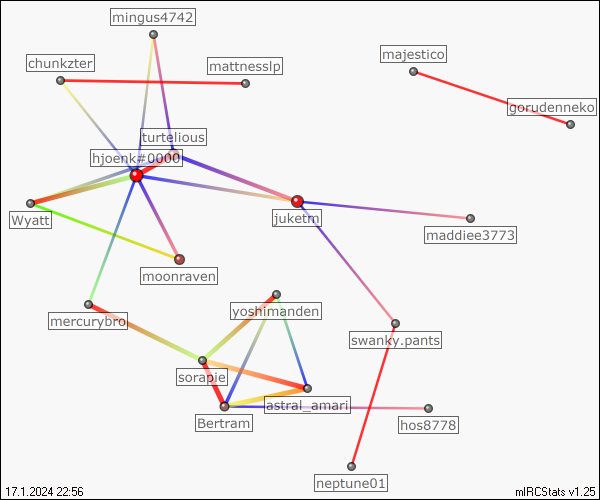 mingus4742
majestico
chunkzter
mattnesslp
gorudenneko
turtelious
hjoenk#0000
Wyatt
juketm
maddiee3773
moonraven
yoshimanden
mercurybro
swanky.pants
sorapie
astral_amari
Bertram
hos8778
neptune01
17.1.2024 22:56
mIRCStats v1.25